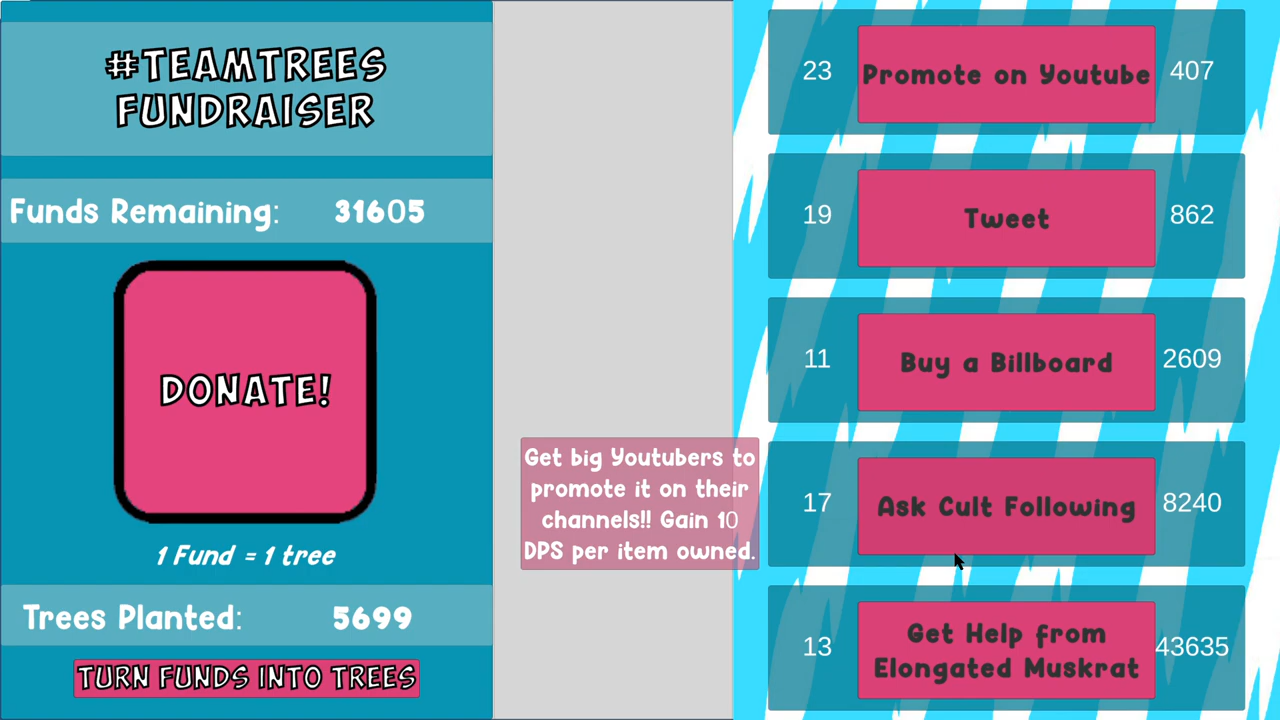 #TEAMTREES
FUNDRAISER
Funds Remaining: 31605
DONATE!
1 Fund = 1 tree
Trees Planted: 5699
TURN FUNDS INTO TREES
Get big Youtubers to
promote it on their
channels!! Gain 10
DPS per item owned.
23 Promote on Youtube 407
19 Tweet 862
11 Buy a Billboard 2609
17 Ask Cult Following 8240
13 Get Help from
Elongated Muskrat 43635